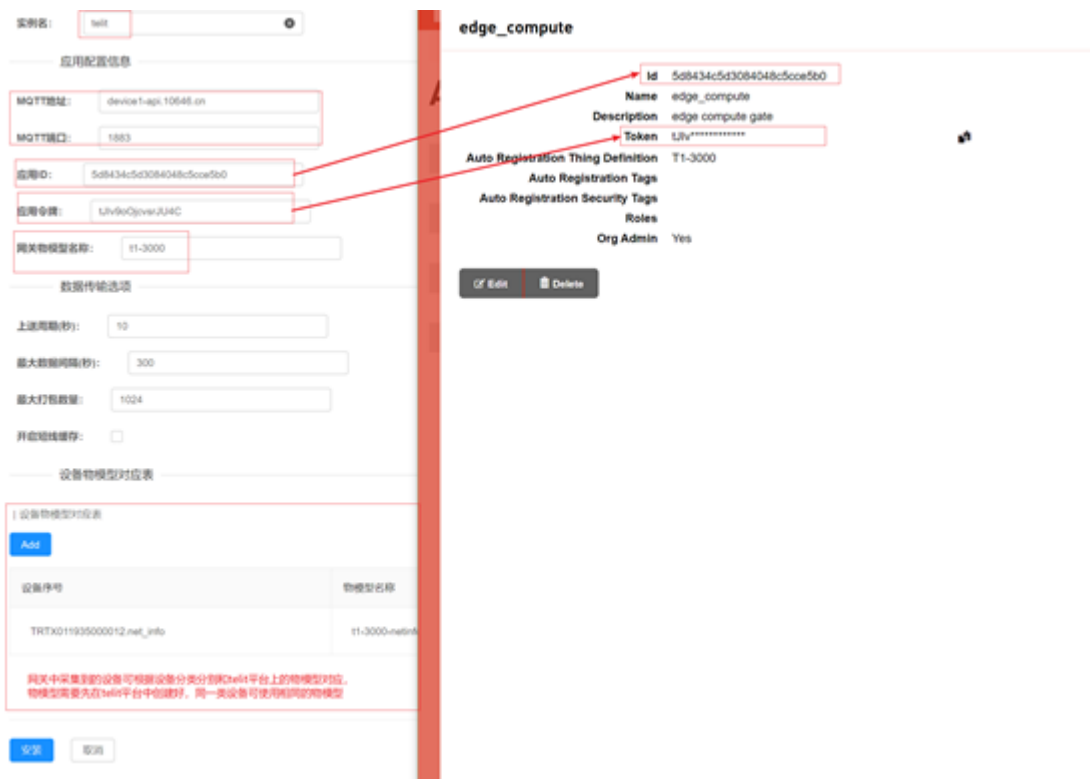 实例名: telit
应用配置信息
MQTT地址: device1-api.10646.cn
MQTT端口: 1883
应用ID: 5d8434c5d3084048c5cce5b0
应用令牌: tJIv9oOjcvsrJU4C
网关物模型名称: t1-3000
数据传输选项
上送周期(秒): 10
最大数据间隔(秒): 300
最大打包数量: 1024
开启短线缓存:
设备物模型对应表
| 设备物模型对应表
Add
设备序号 物模型名称
TRTX011935000012.net_info t1-3000-netinf
网关中采集到的设备可根据设备分类分别和telit平台上的物模型对应,
物模型需要先在telit平台中创建好, 同一类设备可使用相同的物模型
安装 取消
edge_compute
Id 5d8434c5d3084048c5cce5b0
Name edge_compute
Description edge compute gate
Token tJIv************
Auto Registration Thing Definition T1-3000
Auto Registration Tags
Auto Registration Security Tags
Roles
Org Admin Yes
Edit Delete